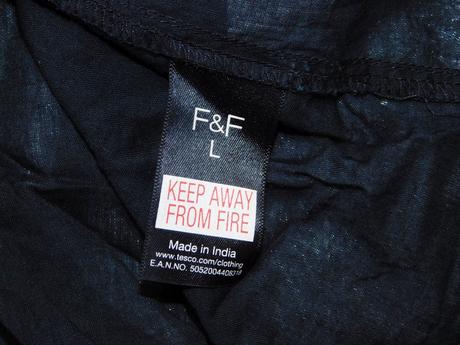 F&F
L
KEEP AWAY
FROM FIRE
Made in India
www.tesco.com/clothing
E.A.N.NO.